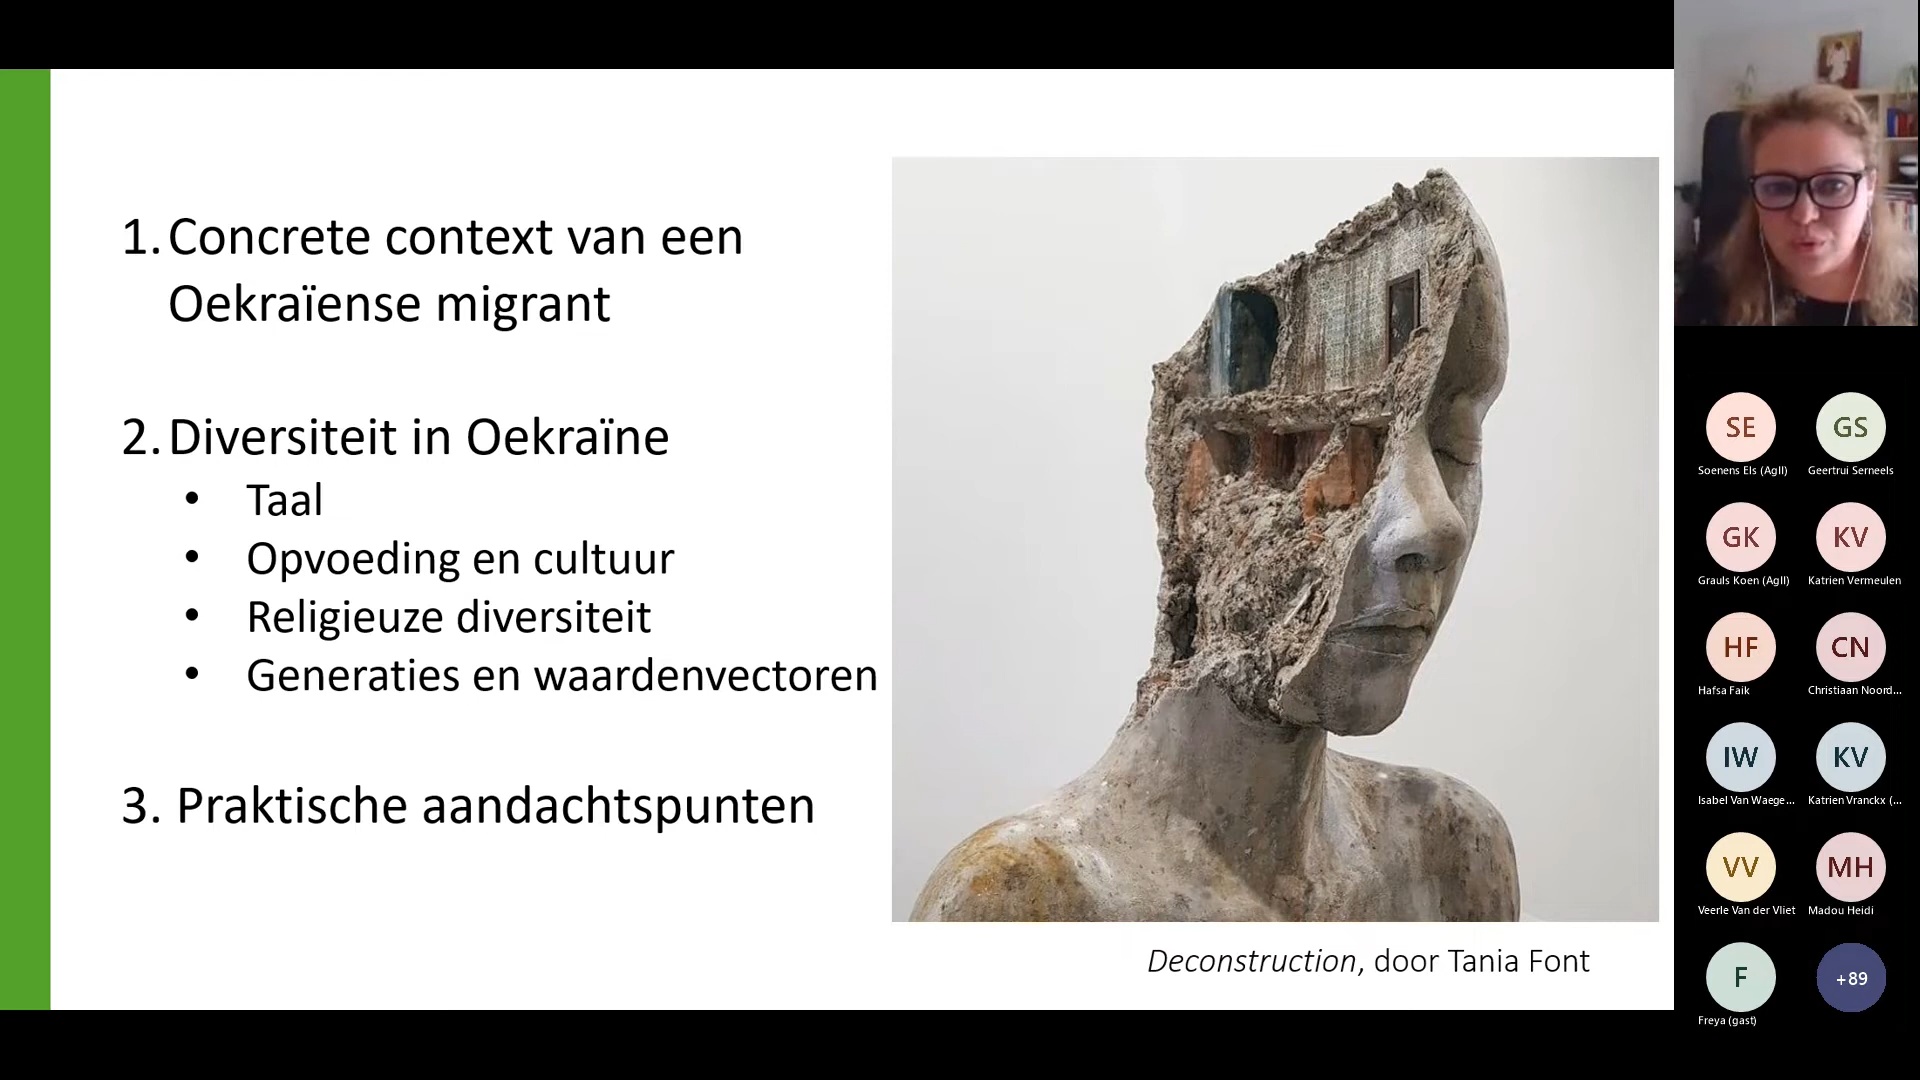 1. Concrete context van een
Oekraïense migrant
2. Diversiteit in Oekraïne
• Taal
• Opvoeding en cultuur
• Religieuze diversiteit
• Generaties en waardenvectoren
3. Praktische aandachtspunten
Deconstruction, door Tania Font
SE
Soenens Els (AgII)
GS
Geertrui Serneels
GK
Grauls Koen (AgII)
KV
Katrien Vermeulen
HF
Hafsa Faik
CN
Christiaan Noord...
IW
Isabel Van Waege...
KV
Katrien Vranckx (...
VV
Veerle Van der Vliet
MH
Madou Heidi
F
Freya (gast)
+89